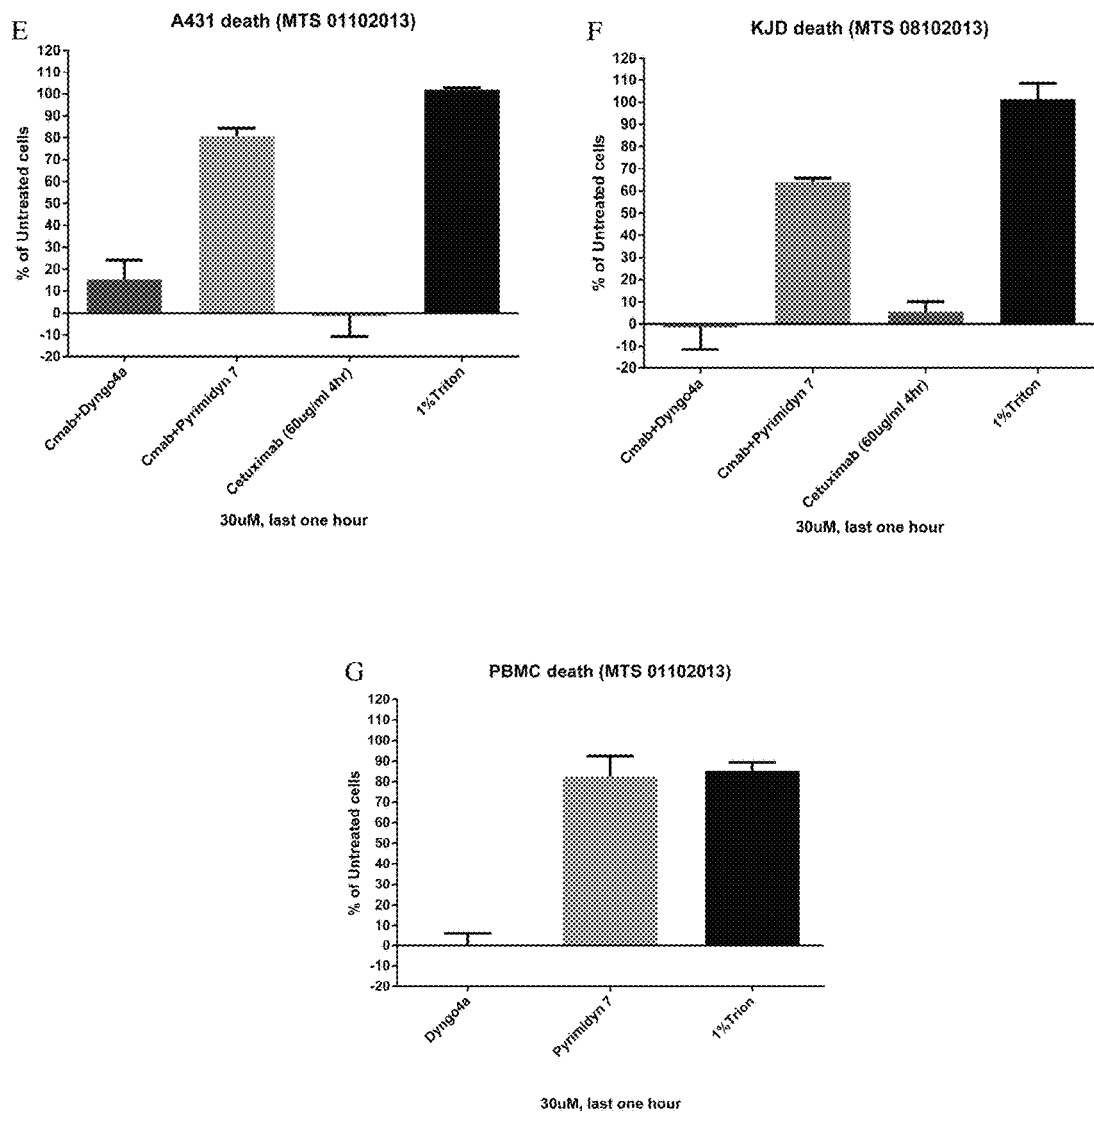 E
A431 death (MTS 01102013)
% of Untreated cells
120
110
100
90
80
70
60
50
40
30
20
10
0
-10
-20
Cmab+Dyngo4a
Cmab+Pyrimidyn 7
Cetuximab (60ug/ml 4hr)
1%Triton
30uM, last one hour
F
KJD death (MTS 08102013)
% of Untreated cells
120
110
100
90
80
70
60
50
40
30
20
10
0
-10
-20
Cmab+Dyngo4a
Cmab+Pyrimidyn 7
Cetuximab (60ug/ml 4hr)
1%Triton
30uM, last one hour
G
PBMC death (MTS 01102013)
% of Untreated cells
120
110
100
90
80
70
60
50
40
30
20
10
0
-10
-20
Dyngo4a
Pyrimidyn 7
1%Trion
30uM, last one hour